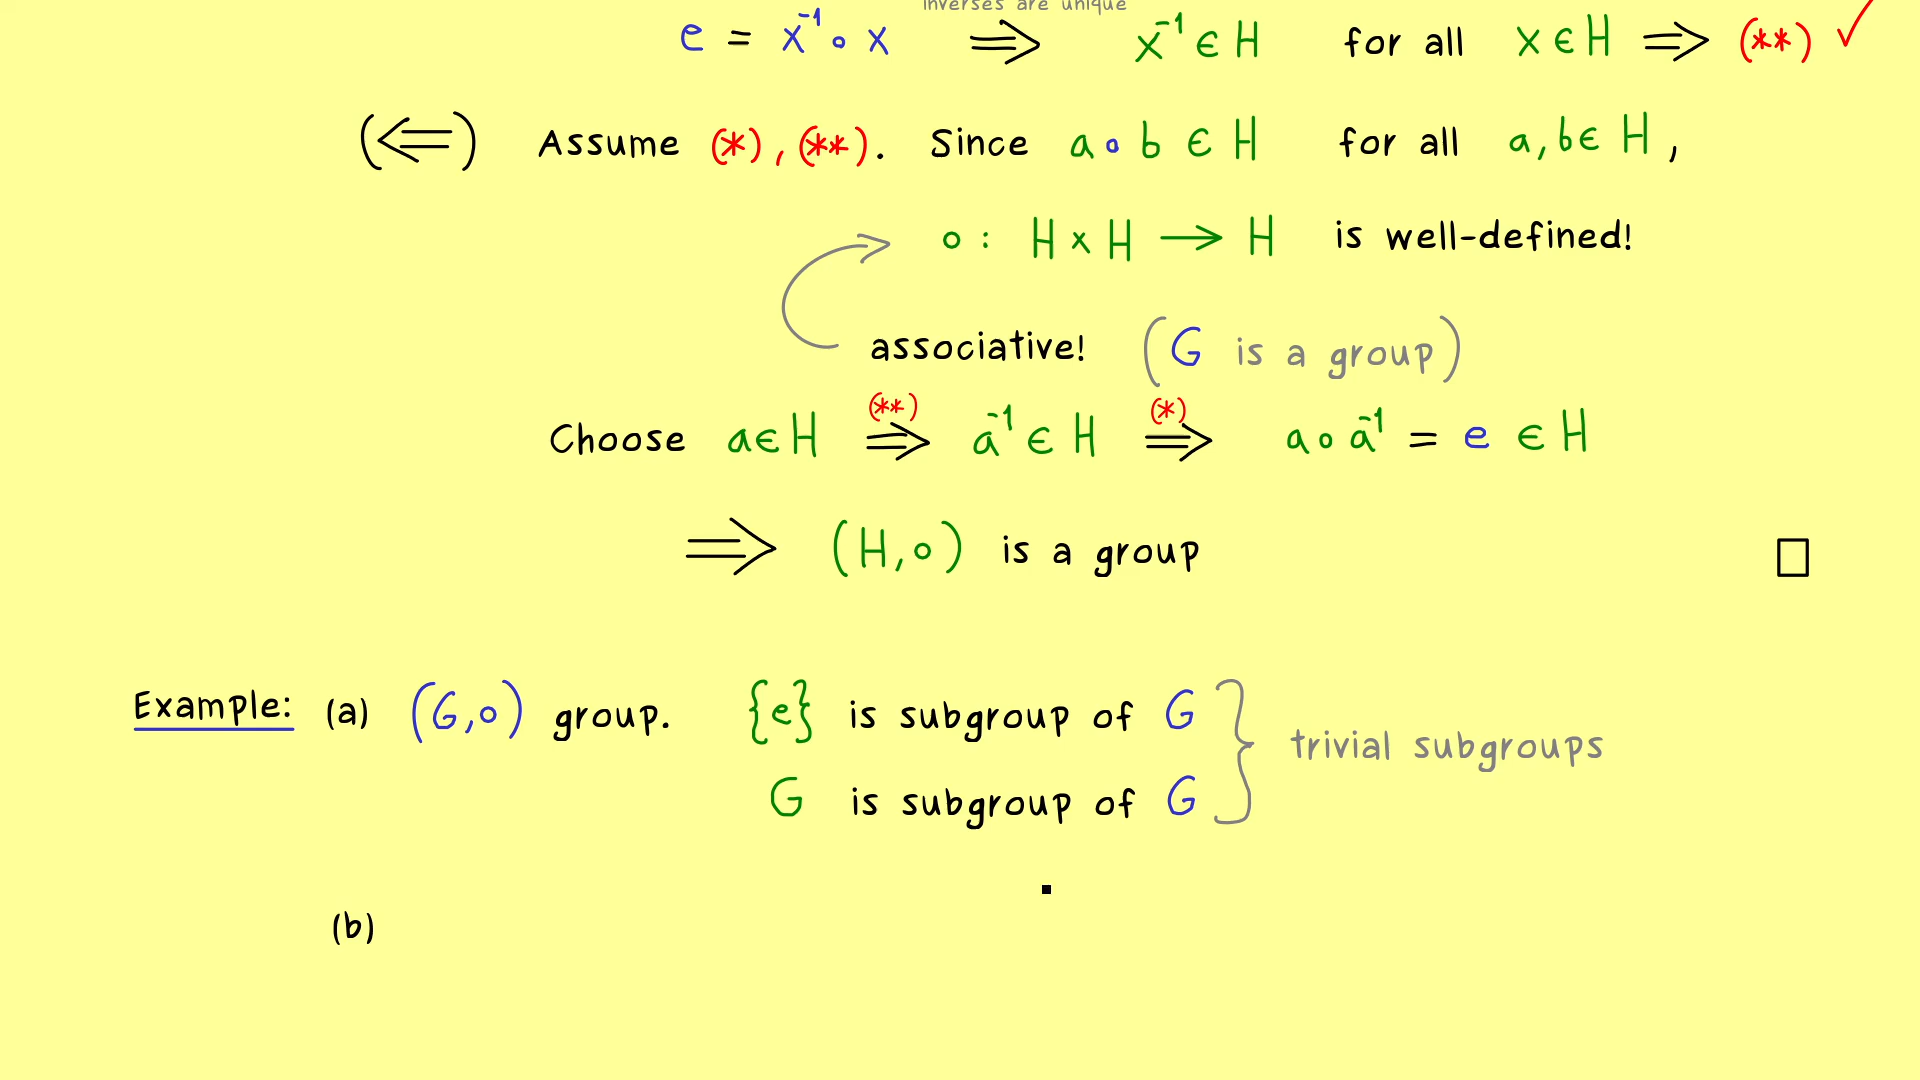 inverses are unique
e = x⁻¹ ∘ x ⟹ x⁻¹ ∈ H for all x ∈ H ⟹ (**) ✓
(⟸) Assume (*), (**). Since a ∘ b ∈ H for all a, b ∈ H,
∘ : H × H ⟶ H is well-defined!
associative! (G is a group)
(**) (*)
Choose a ∈ H ⟹ a⁻¹ ∈ H ⟹ a ∘ a⁻¹ = e ∈ H
⟹ (H, ∘) is a group □
Example: (a) (G, ∘) group. {e} is subgroup of G
trivial subgroups
G is subgroup of G
(b)